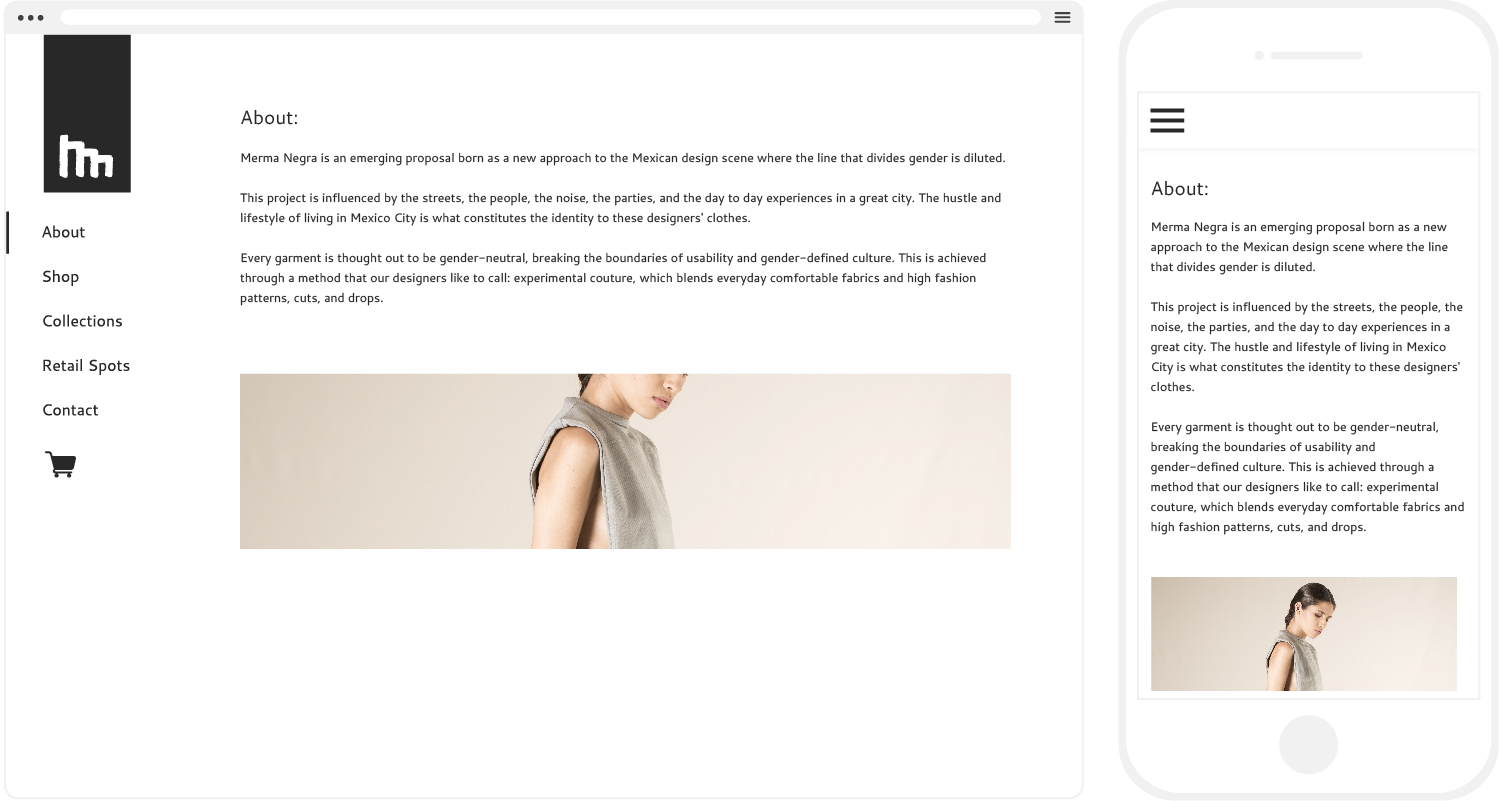 About
Shop
Collections
Retail Spots
Contact
About:
Merma Negra is an emerging proposal born as a new approach to the Mexican design scene where the line that divides gender is diluted.
This project is influenced by the streets, the people, the noise, the parties, and the day to day experiences in a great city. The hustle and
lifestyle of living in Mexico City is what constitutes the identity to these designers' clothes.
Every garment is thought out to be gender-neutral, breaking the boundaries of usability and gender-defined culture. This is achieved
through a method that our designers like to call: experimental couture, which blends everyday comfortable fabrics and high fashion
patterns, cuts, and drops.
About:
Merma Negra is an emerging proposal born as a new
approach to the Mexican design scene where the line
that divides gender is diluted.
This project is influenced by the streets, the people, the
noise, the parties, and the day to day experiences in a
great city. The hustle and lifestyle of living in Mexico
City is what constitutes the identity to these designers'
clothes.
Every garment is thought out to be gender-neutral,
breaking the boundaries of usability and
gender-defined culture. This is achieved through a
method that our designers like to call: experimental
couture, which blends everyday comfortable fabrics and
high fashion patterns, cuts, and drops.